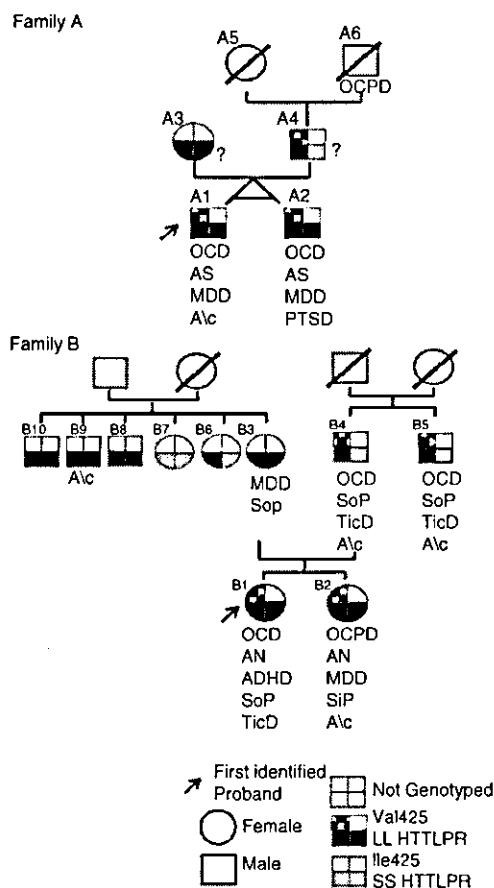 Family A
A5
A6
OCPD
A3
?
A4
?
A1
A2
OCD
OCD
AS
AS
MDD
MDD
A\c
PTSD
Family B
B10
B9
B8
B7
B6
B3
B4
B5
A\c
MDD
Sop
OCD
OCD
SoP
SoP
TicD
TicD
A\c
A\c
B1
B2
OCD
OCPD
AN
AN
ADHD
MDD
SoP
SiP
TicD
A\c
First identified
Proband
Female
Male
Not Genotyped
Val425
LL HTTLPR
Ile425
SS HTTLPR